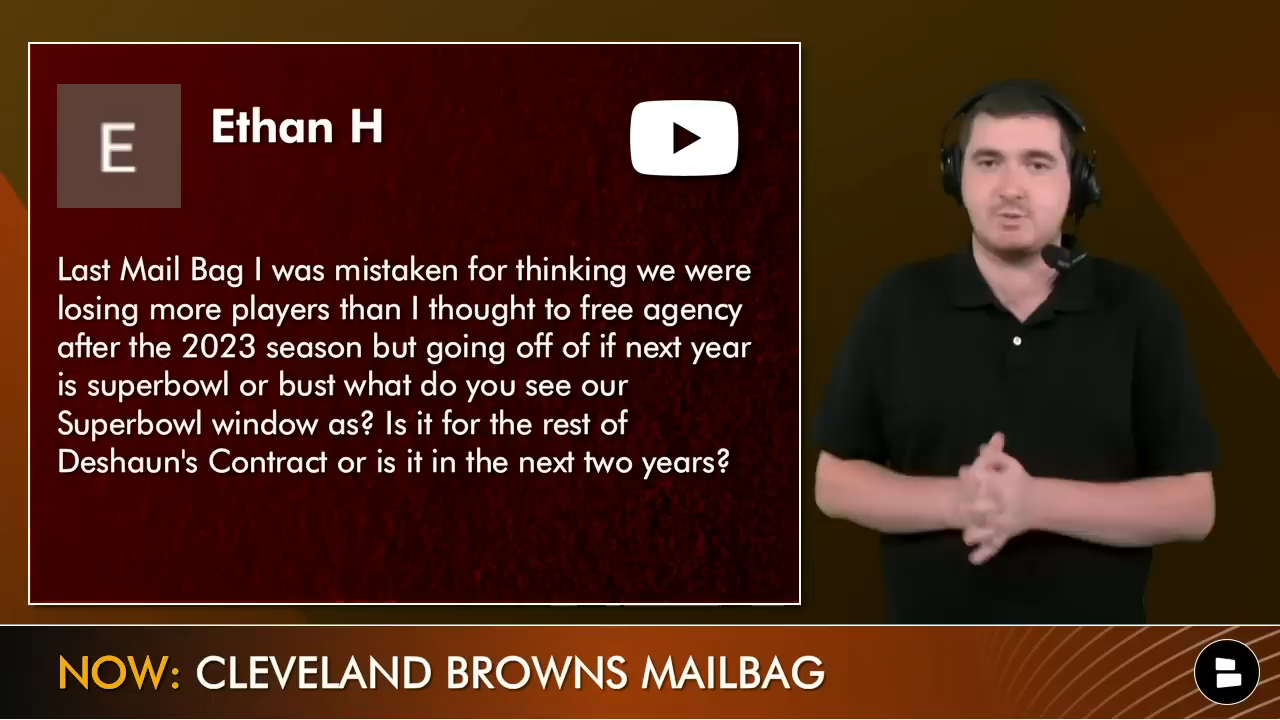 E
Ethan H
Last Mail Bag I was mistaken for thinking we were
losing more players than I thought to free agency
after the 2023 season but going off of if next year
is superbowl or bust what do you see our
Superbowl window as? Is it for the rest of
Deshaun's Contract or is it in the next two years?
NOW: CLEVELAND BROWNS MAILBAG